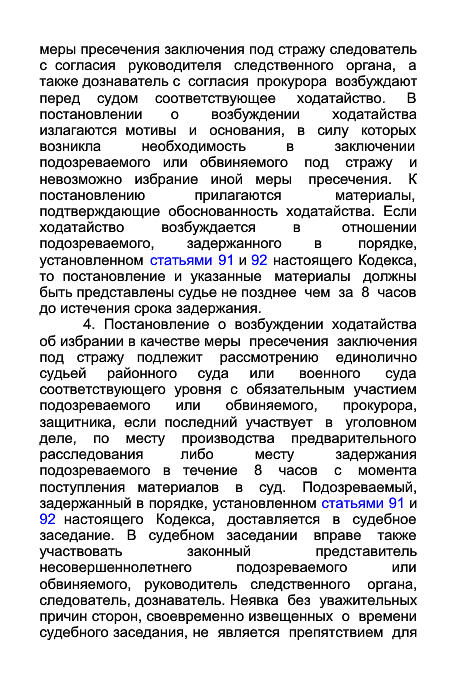 меры пресечения заключения под стражу следователь
с согласия руководителя следственного органа, а
также дознаватель с согласия прокурора возбуждают
перед судом соответствующее ходатайство. В
постановлении о возбуждении ходатайства
излагаются мотивы и основания, в силу которых
возникла необходимость в заключении
подозреваемого или обвиняемого под стражу и
невозможно избрание иной меры пресечения. К
постановлению прилагаются материалы,
подтверждающие обоснованность ходатайства. Если
ходатайство возбуждается в отношении
подозреваемого, задержанного в порядке,
установленном статьями 91 и 92 настоящего Кодекса,
то постановление и указанные материалы должны
быть представлены судье не позднее чем за 8 часов
до истечения срока задержания.
4. Постановление о возбуждении ходатайства
об избрании в качестве меры пресечения заключения
под стражу подлежит рассмотрению единолично
судьей районного суда или военного суда
соответствующего уровня с обязательным участием
подозреваемого или обвиняемого, прокурора,
защитника, если последний участвует в уголовном
деле, по месту производства предварительного
расследования либо месту задержания
подозреваемого в течение 8 часов с момента
поступления материалов в суд. Подозреваемый,
задержанный в порядке, установленном статьями 91 и
92 настоящего Кодекса, доставляется в судебное
заседание. В судебном заседании вправе также
участвовать законный представитель
несовершеннолетнего подозреваемого или
обвиняемого, руководитель следственного органа,
следователь, дознаватель. Неявка без уважительных
причин сторон, своевременно извещенных о времени
судебного заседания, не является препятствием для